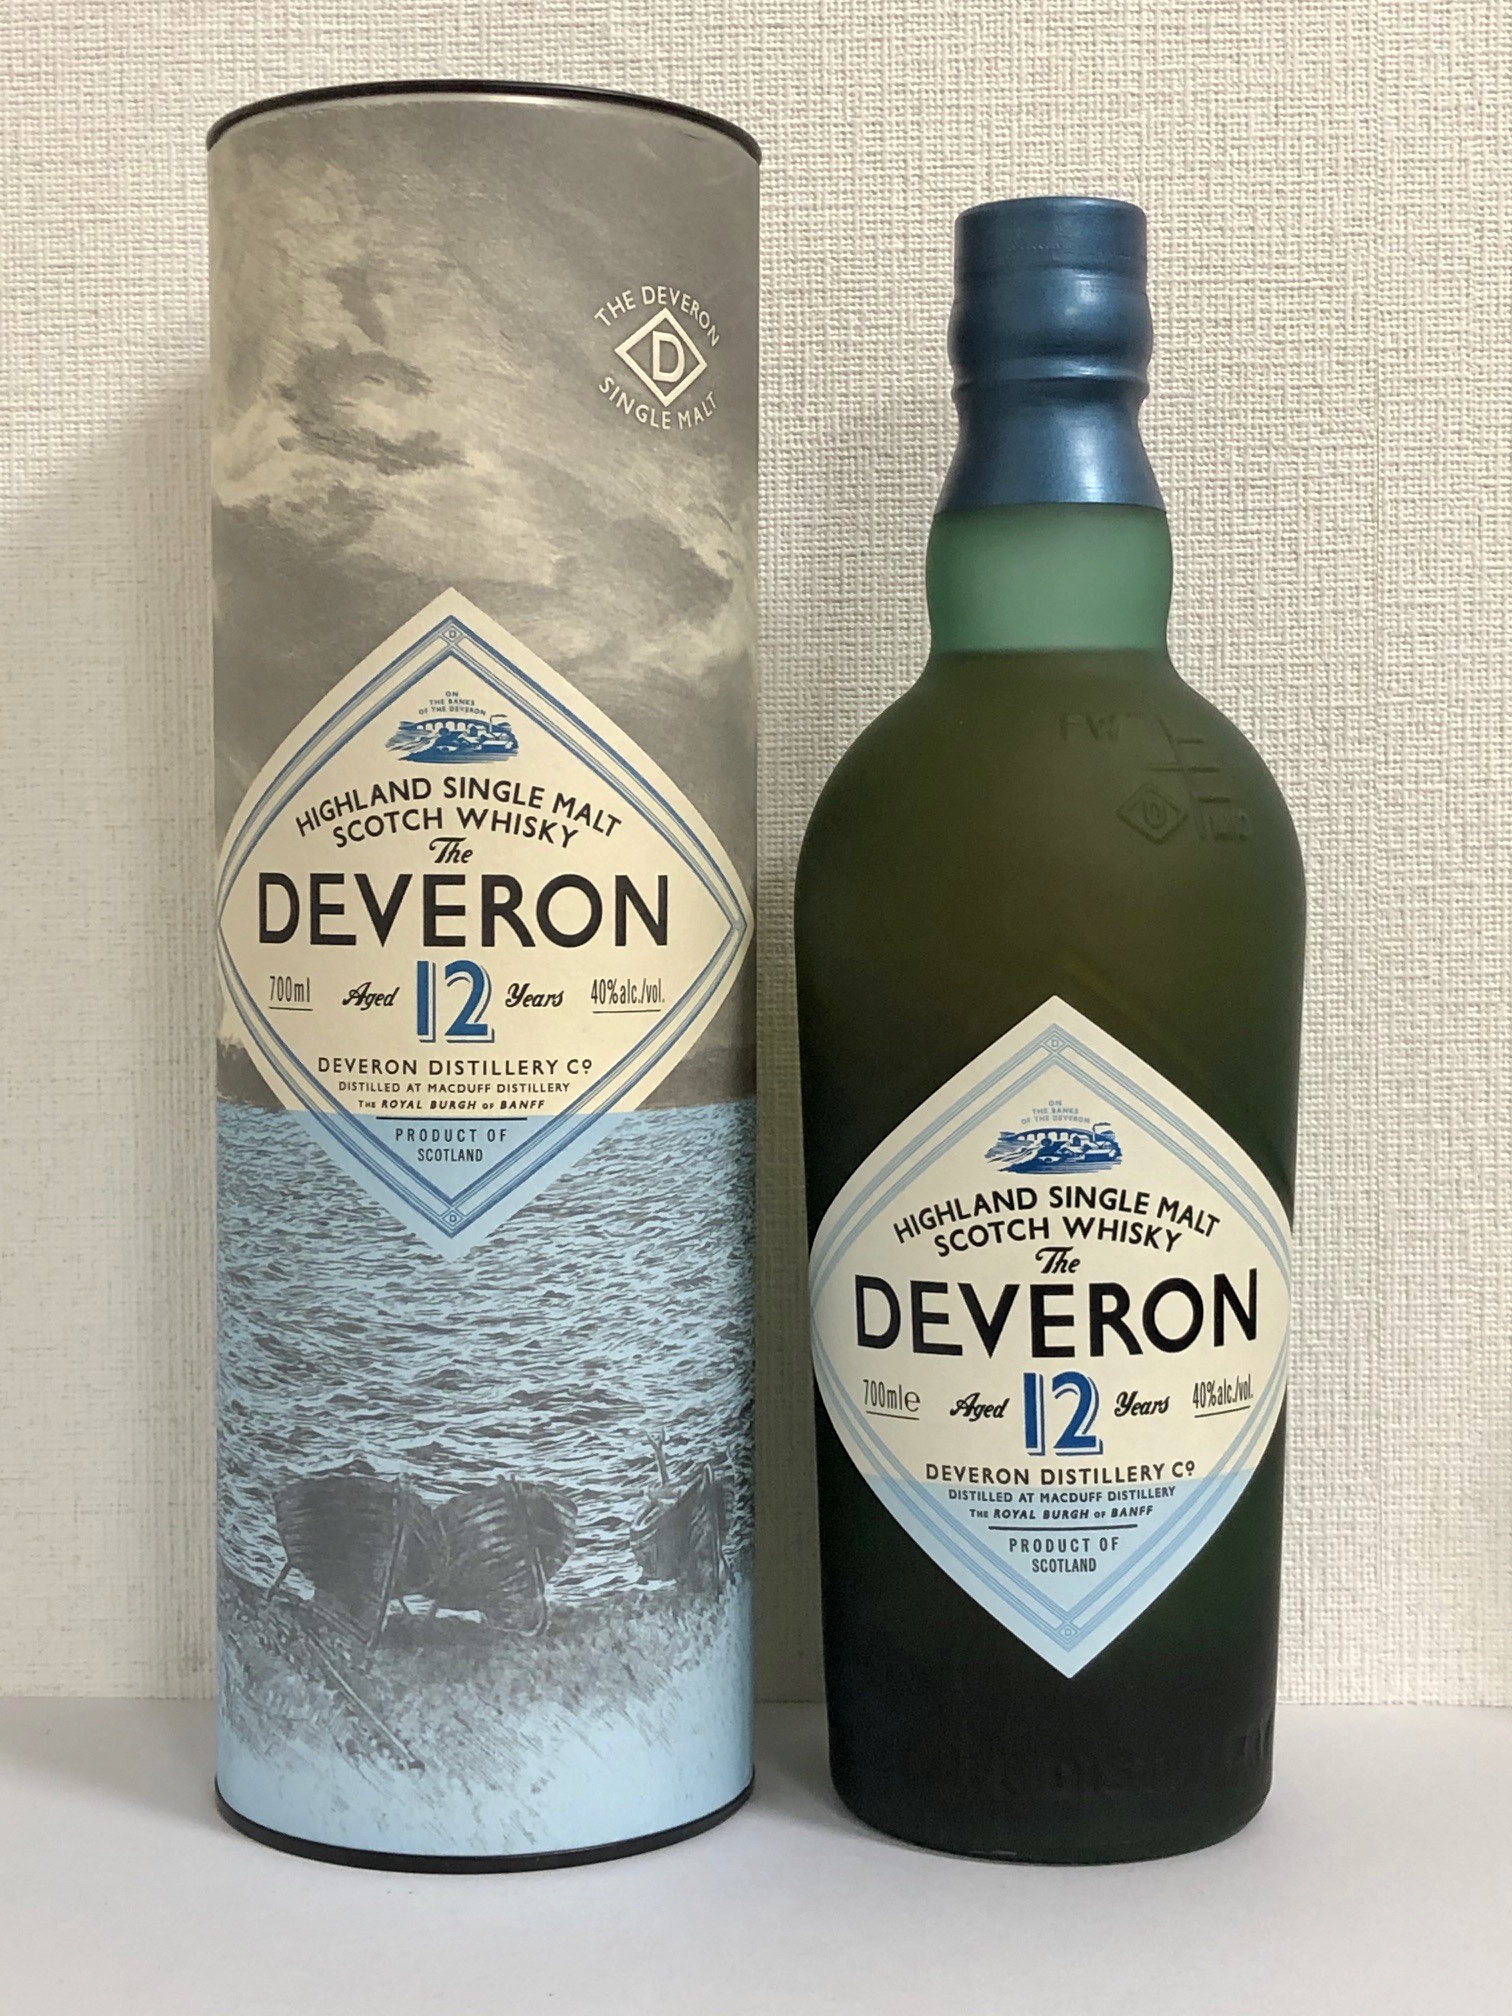 THE DEVERON
D
SINGLE MALT
D
ON
THE BANKS
OF THE DEVERON
HIGHLAND SINGLE MALT
SCOTCH WHISKY
The
DEVERON
700ml Aged 12 Years 40%alc./vol.
DEVERON DISTILLERY Cº
DISTILLED AT MACDUFF DISTILLERY
THE ROYAL BURGH OF BANFF
PRODUCT OF
SCOTLAND
D
D
D
ON
THE BANKS
OF THE DEVERON
HIGHLAND SINGLE MALT
SCOTCH WHISKY
The
DEVERON
700ml℮ Aged 12 Years 40%alc./vol.
DEVERON DISTILLERY Cº
DISTILLED AT MACDUFF DISTILLERY
THE ROYAL BURGH OF BANFF
PRODUCT OF
SCOTLAND
D